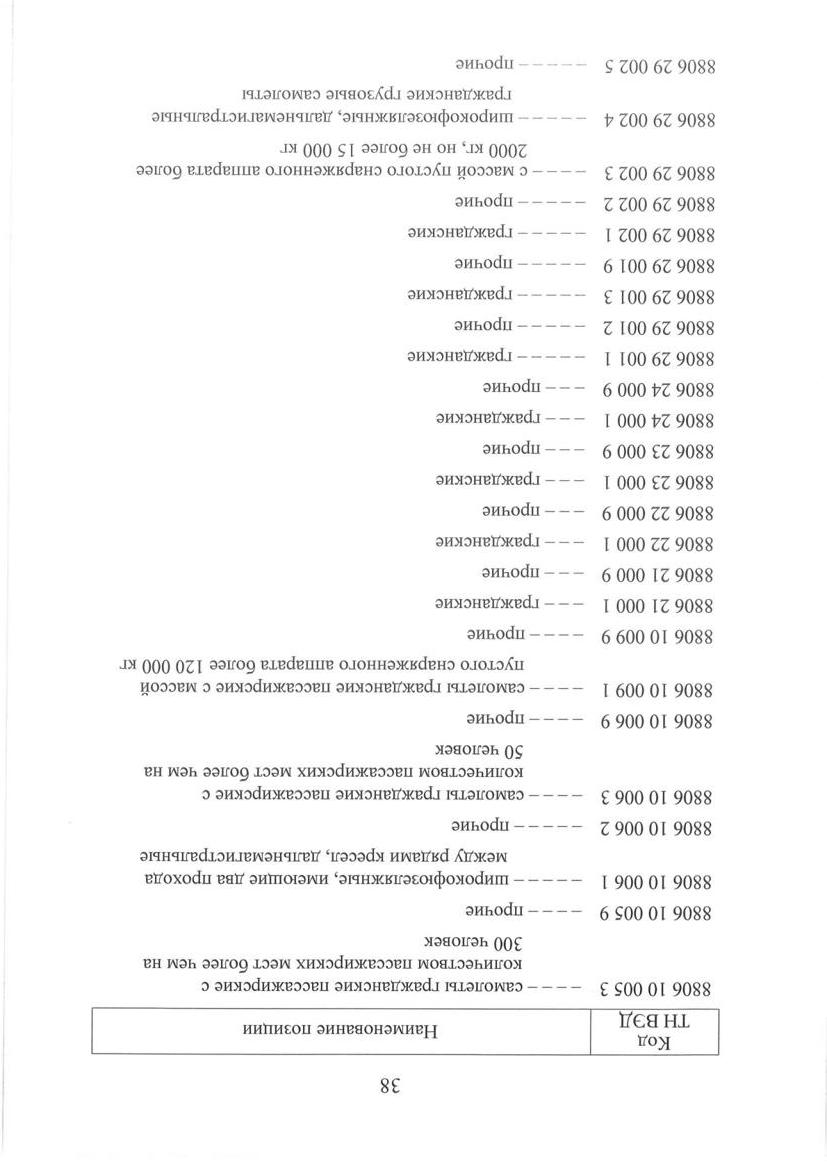 38
Код ТН ВЭД Наименование позиции
8806 10 005 3 – – – – самолеты гражданские пассажирские с
количеством пассажирских мест более чем на
300 человек
8806 10 005 9 – – – – прочие
8806 10 006 1 – – – – – широкофюзеляжные, имеющие два прохода
между рядами кресел, дальнемагистральные
8806 10 006 2 – – – – – прочие
8806 10 006 3 – – – – самолеты гражданские пассажирские с
количеством пассажирских мест более чем на
50 человек
8806 10 006 9 – – – – прочие
8806 10 009 1 – – – – самолеты гражданские пассажирские с массой
пустого снаряженного аппарата более 120 000 кг
8806 10 009 9 – – – – прочие
8806 21 000 1 – – – гражданские
8806 21 000 9 – – – прочие
8806 22 000 1 – – – гражданские
8806 22 000 9 – – – прочие
8806 23 000 1 – – – гражданские
8806 23 000 9 – – – прочие
8806 24 000 1 – – – гражданские
8806 24 000 9 – – – прочие
8806 29 001 1 – – – – – гражданские
8806 29 001 2 – – – – – прочие
8806 29 001 3 – – – – – гражданские
8806 29 001 9 – – – – – прочие
8806 29 002 1 – – – – – гражданские
8806 29 002 2 – – – – – прочие
8806 29 002 3 – – – – с массой пустого снаряженного аппарата более
2000 кг, но не более 15 000 кг
8806 29 002 4 – – – – – широкофюзеляжные, дальнемагистральные
гражданские грузовые самолеты
8806 29 002 5 – – – – – прочие